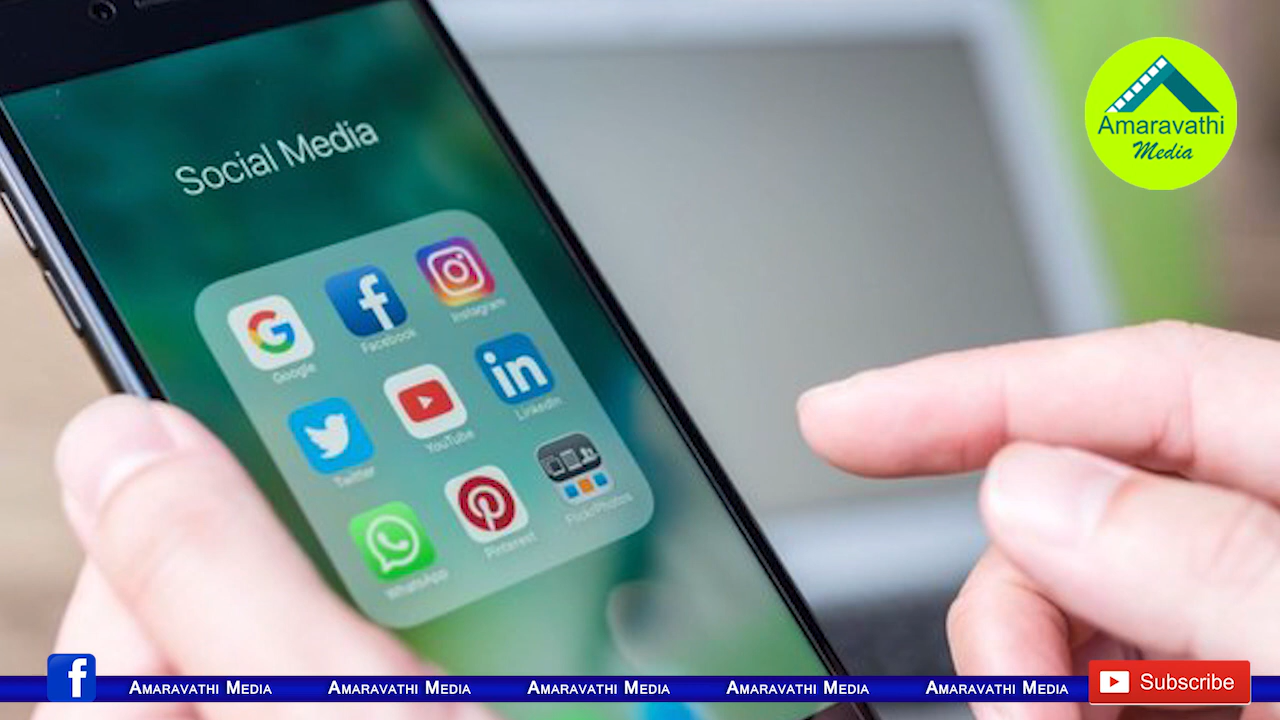 Social Media
Amaravathi
Media
Google
Facebook
Instagram
Twitter
YouTube
LinkedIn
WhatsApp
Pinterest
FlickrPhotos
Amaravathi Media Amaravathi Media Amaravathi Media Amaravathi Media Amaravathi Media
Subscribe